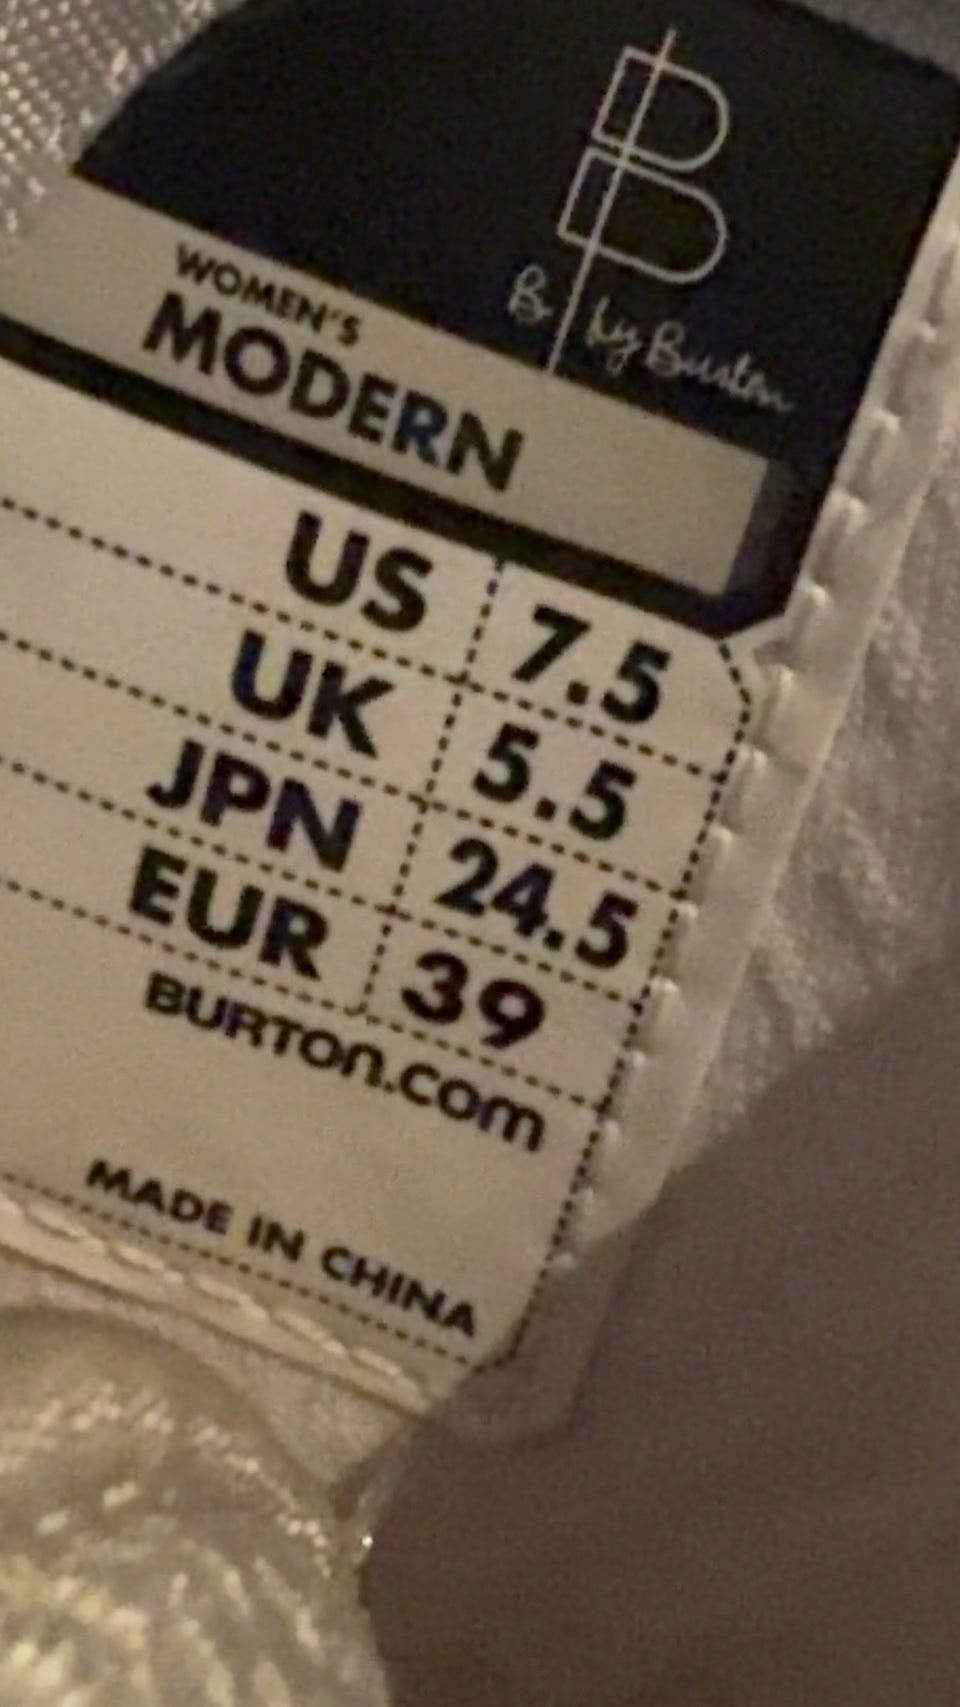 B by Burton
WOMEN'S
MODERN
US 7.5
UK 5.5
JPN 24.5
EUR 39
BURTON.COM
MADE IN CHINA